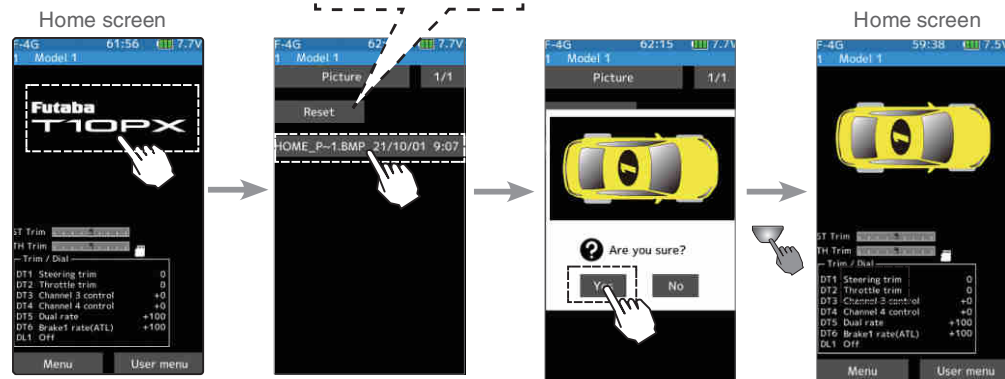 Home screen
F-4G 61:56 7.7V
1 Model 1
Futaba
T10PX
ST Trim
TH Trim
Trim / Dial
DT1 Steering trim 0
DT2 Throttle trim 0
DT3 Channel 3 control +0
DT4 Channel 4 control +0
DT5 Dual rate +100
DT6 Brake1 rate(ATL) +100
DL1 Off
Menu User menu
F-4G 7.7V
1 Model 1
Picture 1/1
Reset
HOME_P~1.BMP 21/10/01 9:07
F-4G 62:15 7.7V
1 Model 1
Picture 1/1
1
? Are you sure?
Yes No
Home screen
F-4G 59:38 7.5V
1 Model 1
1
ST Trim
TH Trim
Trim / Dial
DT1 Steering trim 0
DT2 Throttle trim 0
DT3 Channel 3 control +0
DT4 Channel 4 control +0
DT5 Dual rate +100
DT6 Brake1 rate(ATL) +100
DL1 Off
Menu User menu